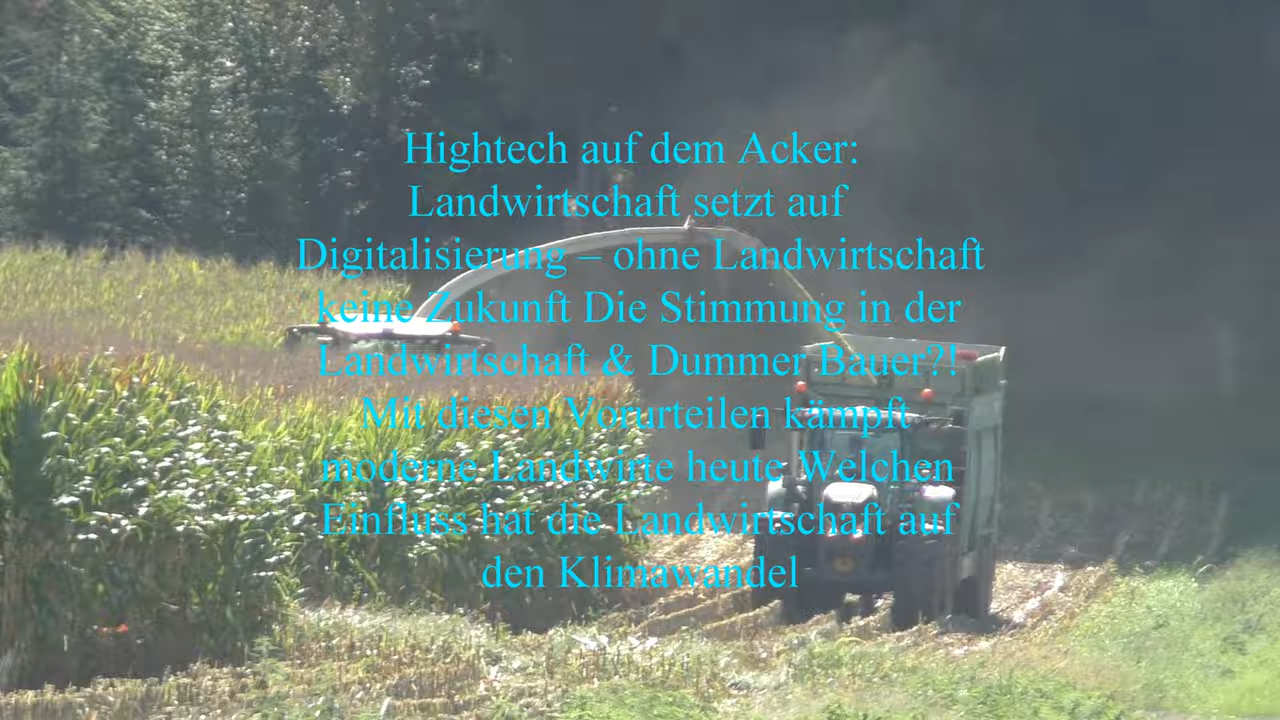 Hightech auf dem Acker:
Landwirtschaft setzt auf
Digitalisierung – ohne Landwirtschaft
keine Zukunft Die Stimmung in der
Landwirtschaft & Dummer Bauer?!
Mit diesen Vorurteilen kämpft
moderne Landwirte heute Welchen
Einfluss hat die Landwirtschaft auf
den Klimawandel